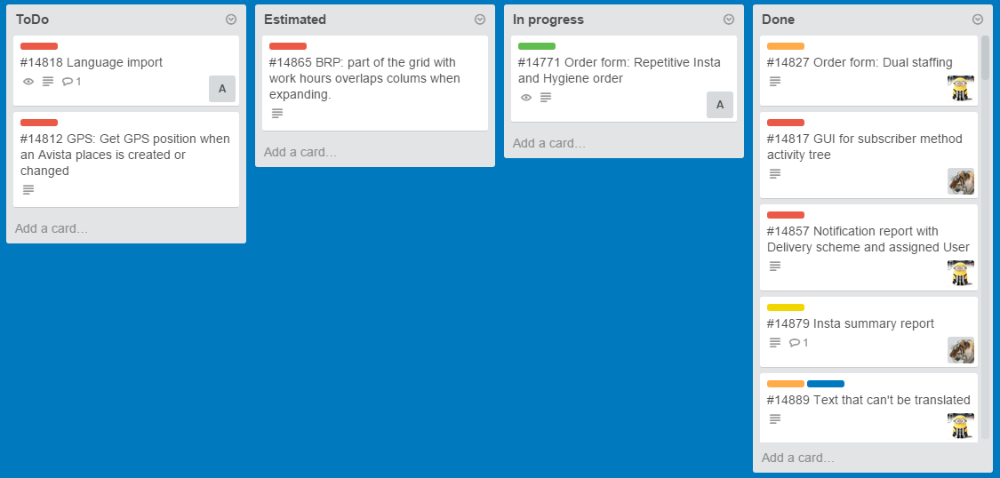 ToDo
#14818 Language import
1
A
#14812 GPS: Get GPS position when
an Avista places is created or
changed
Add a card…
Estimated
#14865 BRP: part of the grid with
work hours overlaps colums when
expanding.
Add a card…
In progress
#14771 Order form: Repetitive Insta
and Hygiene order
A
Add a card…
Done
#14827 Order form: Dual staffing
#14817 GUI for subscriber method
activity tree
#14857 Notification report with
Delivery scheme and assigned User
#14879 Insta summary report
1
#14889 Text that can't be translated
Add a card…